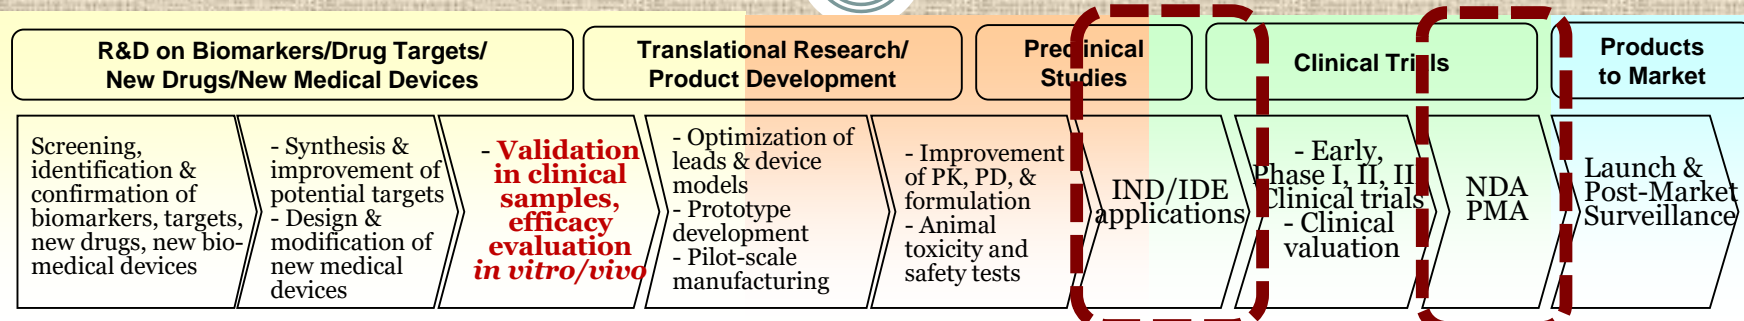 R&D on Biomarkers/Drug Targets/
New Drugs/New Medical Devices
Translational Research/
Product Development
Preclinical
Studies
Clinical Trials
Products
to Market
Screening,
identification &
confirmation of
biomarkers, targets,
new drugs, new bio-
medical devices
- Synthesis &
improvement of
potential targets
- Design &
modification of
new medical
devices
- Validation
in clinical
samples,
efficacy
evaluation
in vitro/vivo
- Optimization of
leads & device
models
- Prototype
development
- Pilot-scale
manufacturing
- Improvement
of PK, PD, &
formulation
- Animal
toxicity and
safety tests
IND/IDE
applications
- Early,
Phase I, II, III
Clinical trials
- Clinical
valuation
NDA
PMA
Launch &
Post-Market
Surveillance